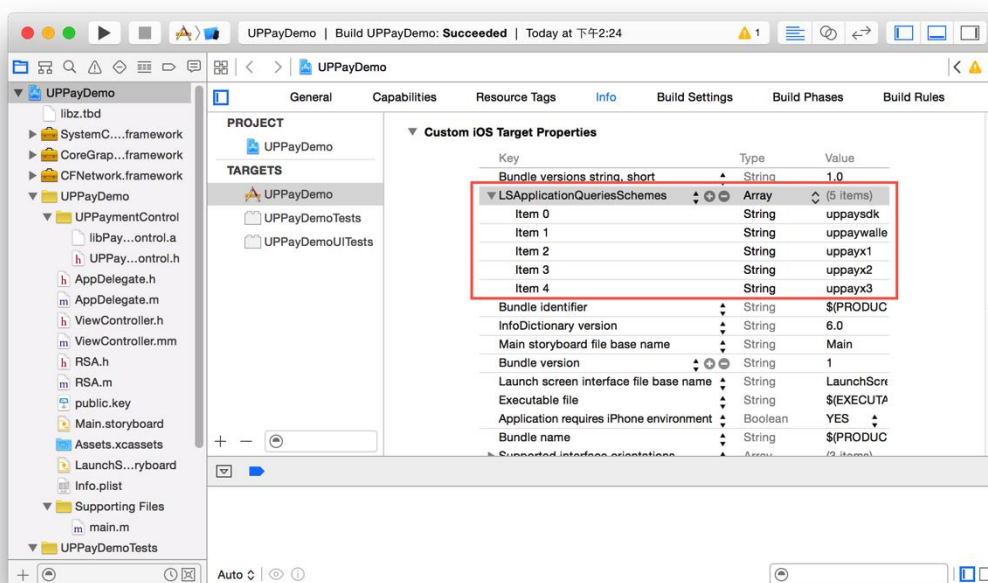 UPPayDemo | Build UPPayDemo: Succeeded | Today at 下午2:24
1
UPPayDemo
UPPayDemo
libz.tbd
SystemC....framework
CoreGrap...framework
CFNetwork.framework
UPPayDemo
UPPaymentControl
libPay...ontrol.a
h UPPay...ontrol.h
h AppDelegate.h
m AppDelegate.m
h ViewController.h
m ViewController.mm
h RSA.h
m RSA.m
public.key
Main.storyboard
Assets.xcassets
LaunchS...ryboard
Info.plist
Supporting Files
m main.m
UPPayDemoTests
General Capabilities Resource Tags Info Build Settings Build Phases Build Rules
PROJECT
UPPayDemo
TARGETS
UPPayDemo
UPPayDemoTests
UPPayDemoUITests
Custom iOS Target Properties
Key Type Value
Bundle versions string, short String 1.0
LSApplicationQueriesSchemes Array (5 items)
Item 0 String uppaysdk
Item 1 String uppaywalle
Item 2 String uppayx1
Item 3 String uppayx2
Item 4 String uppayx3
Bundle identifier String $(PRODUC
InfoDictionary version String 6.0
Main storyboard file base name String Main
Bundle version String 1
Launch screen interface file base name String LaunchScre
Executable file String $(EXECUTA
Application requires iPhone environment Boolean YES
Bundle name String $(PRODUC
Supported interface orientations Array (3 items)
Auto